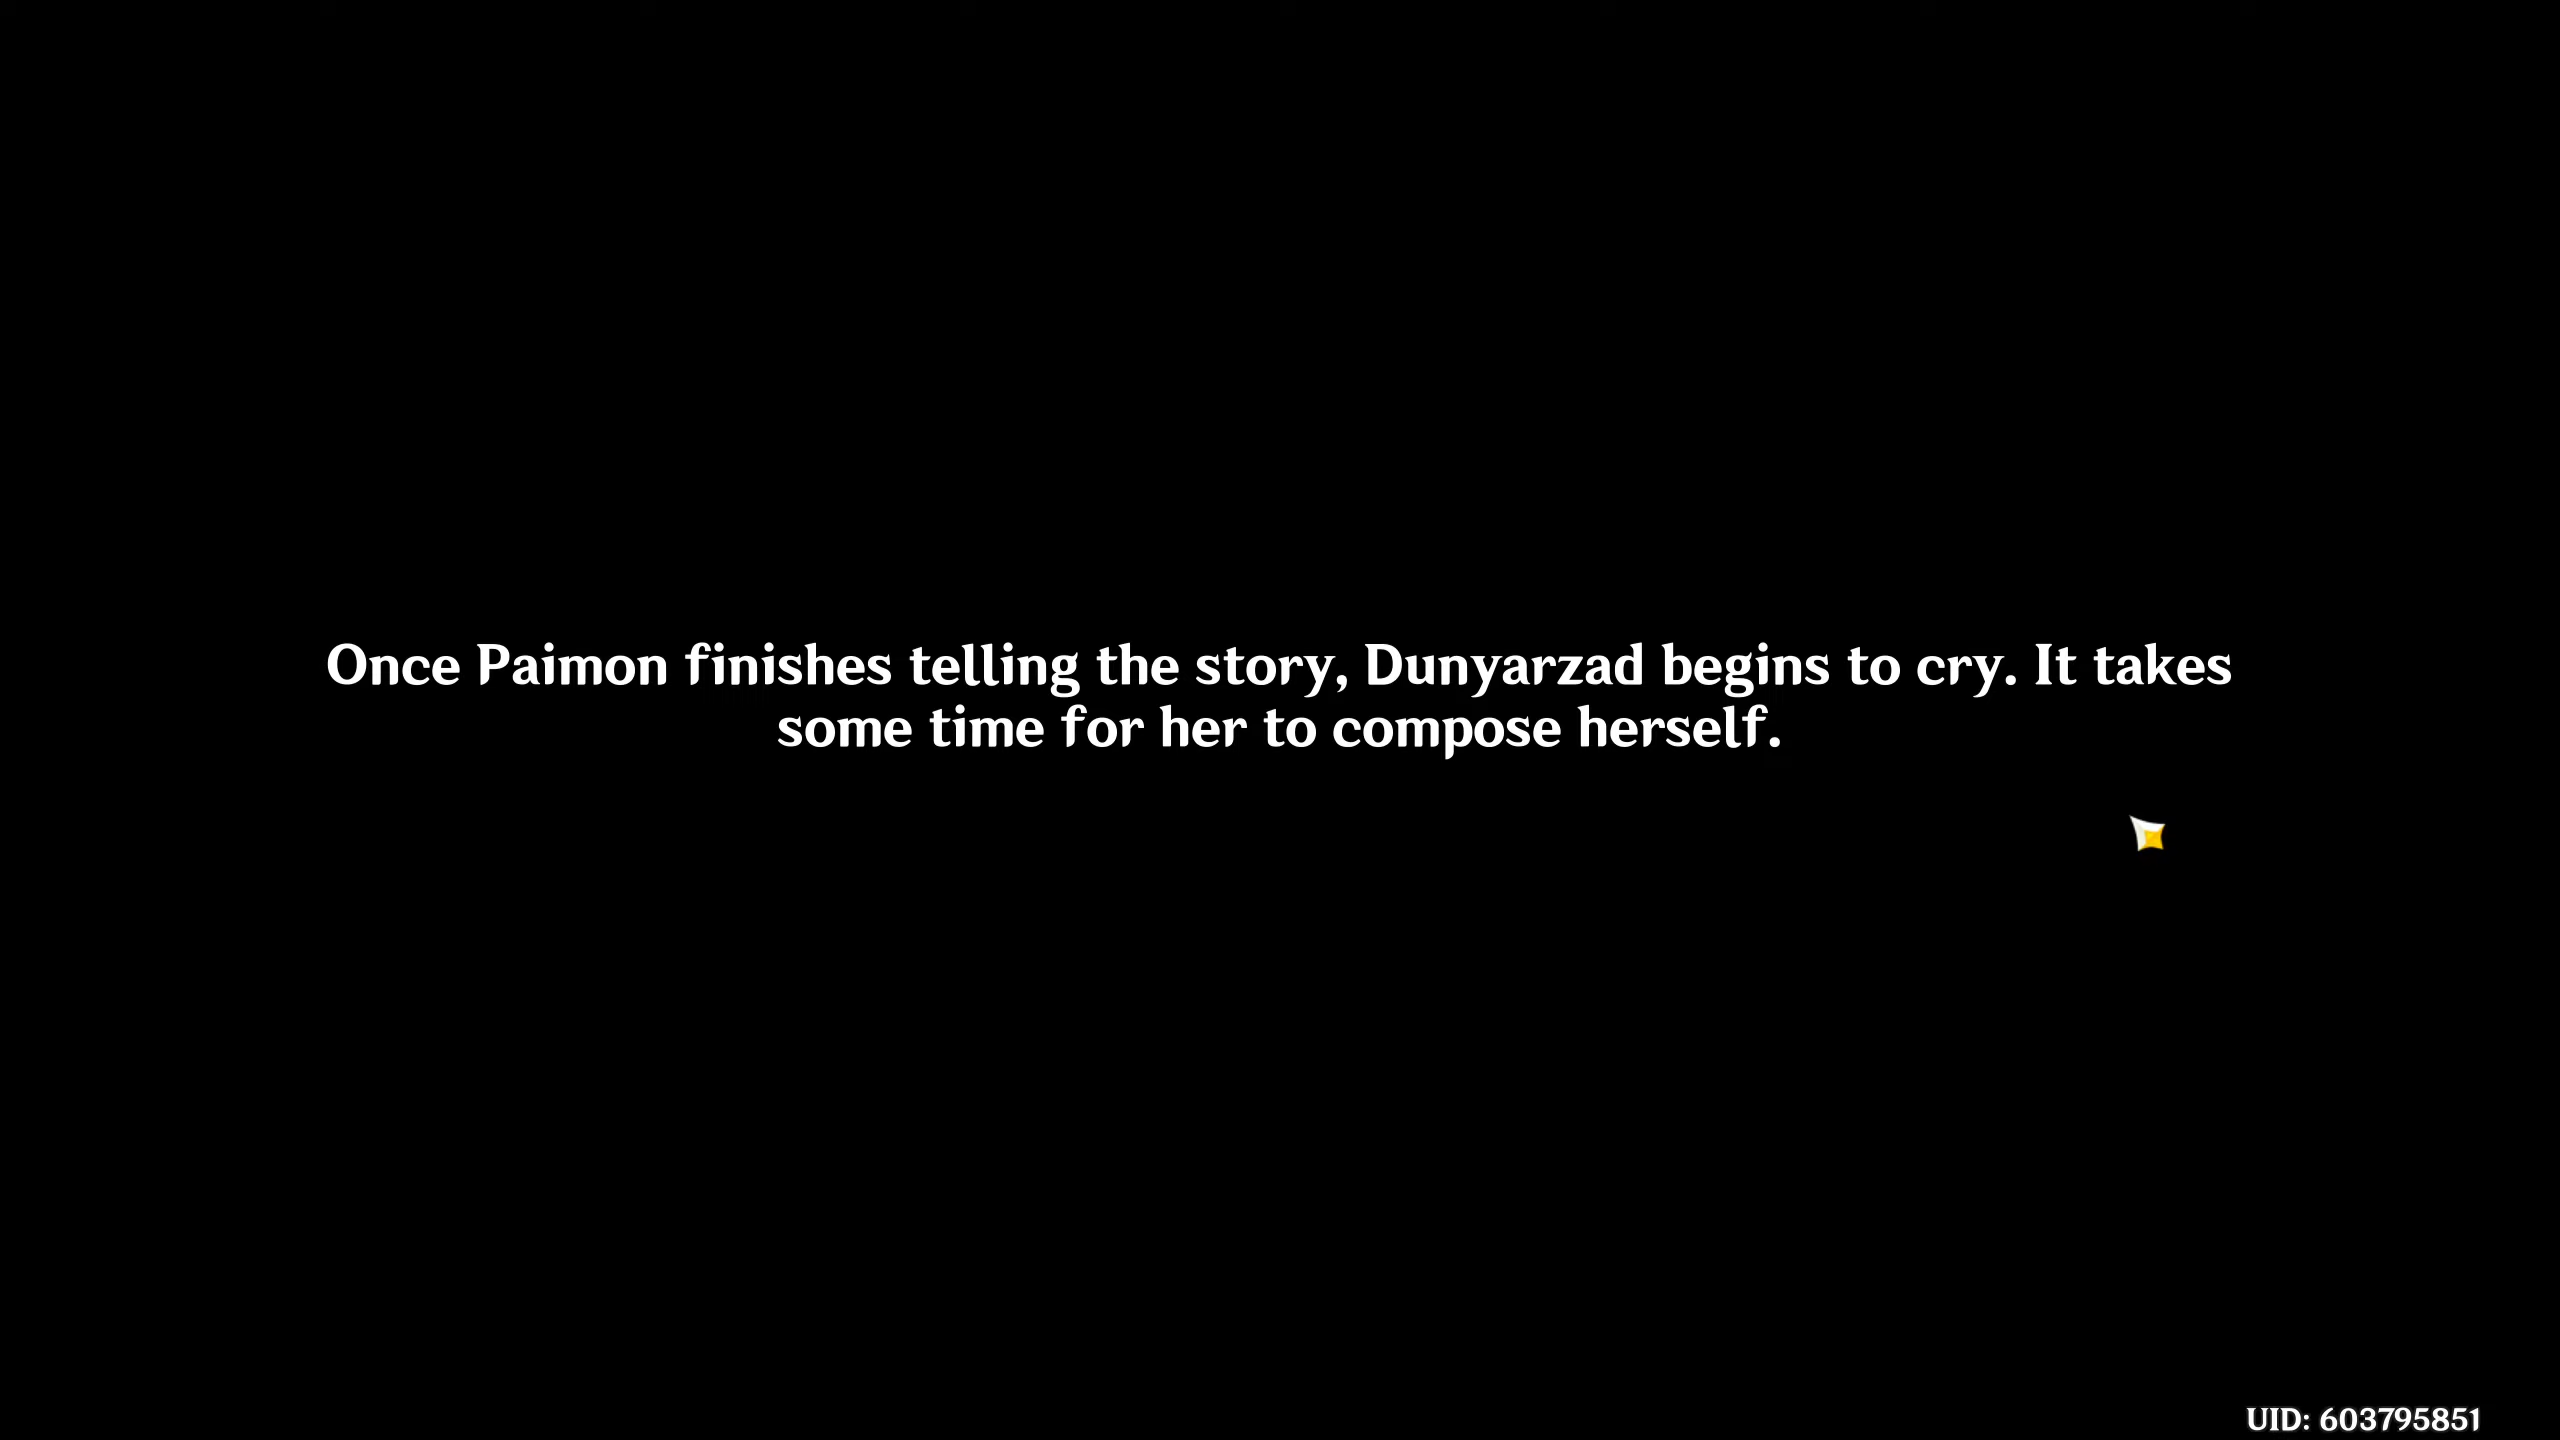 Once Paimon finishes telling the story, Dunyarzad begins to cry. It takes
some time for her to compose herself.
UID: 603795851